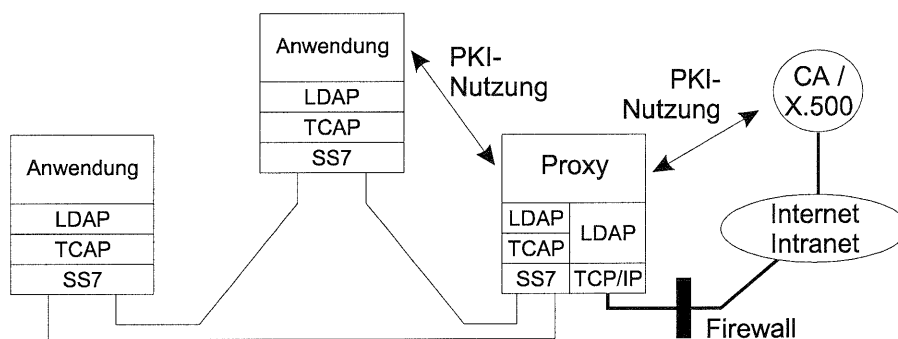 Anwendung
LDAP
TCAP
SS7
Anwendung
LDAP
TCAP
SS7
PKI-
Nutzung
PKI-
Nutzung
CA /
X.500
Proxy
LDAP
TCAP
SS7
LDAP
TCP/IP
Internet
Intranet
Firewall